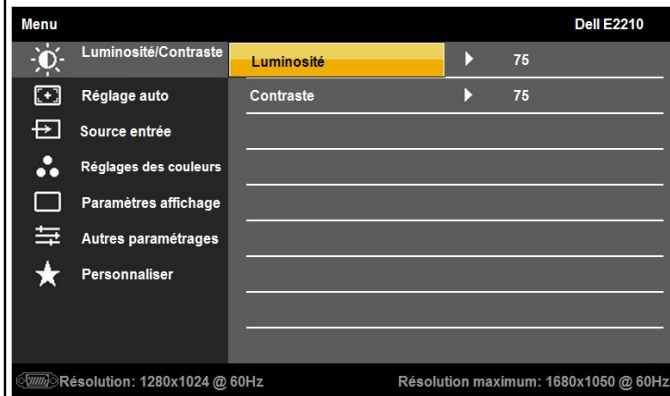 Menu Dell E2210
Luminosité/Contraste Luminosité 75
Réglage auto Contraste 75
Source entrée
Réglages des couleurs
Paramètres affichage
Autres paramétrages
Personnaliser
Résolution: 1280x1024 @ 60Hz Résolution maximum: 1680x1050 @ 60Hz